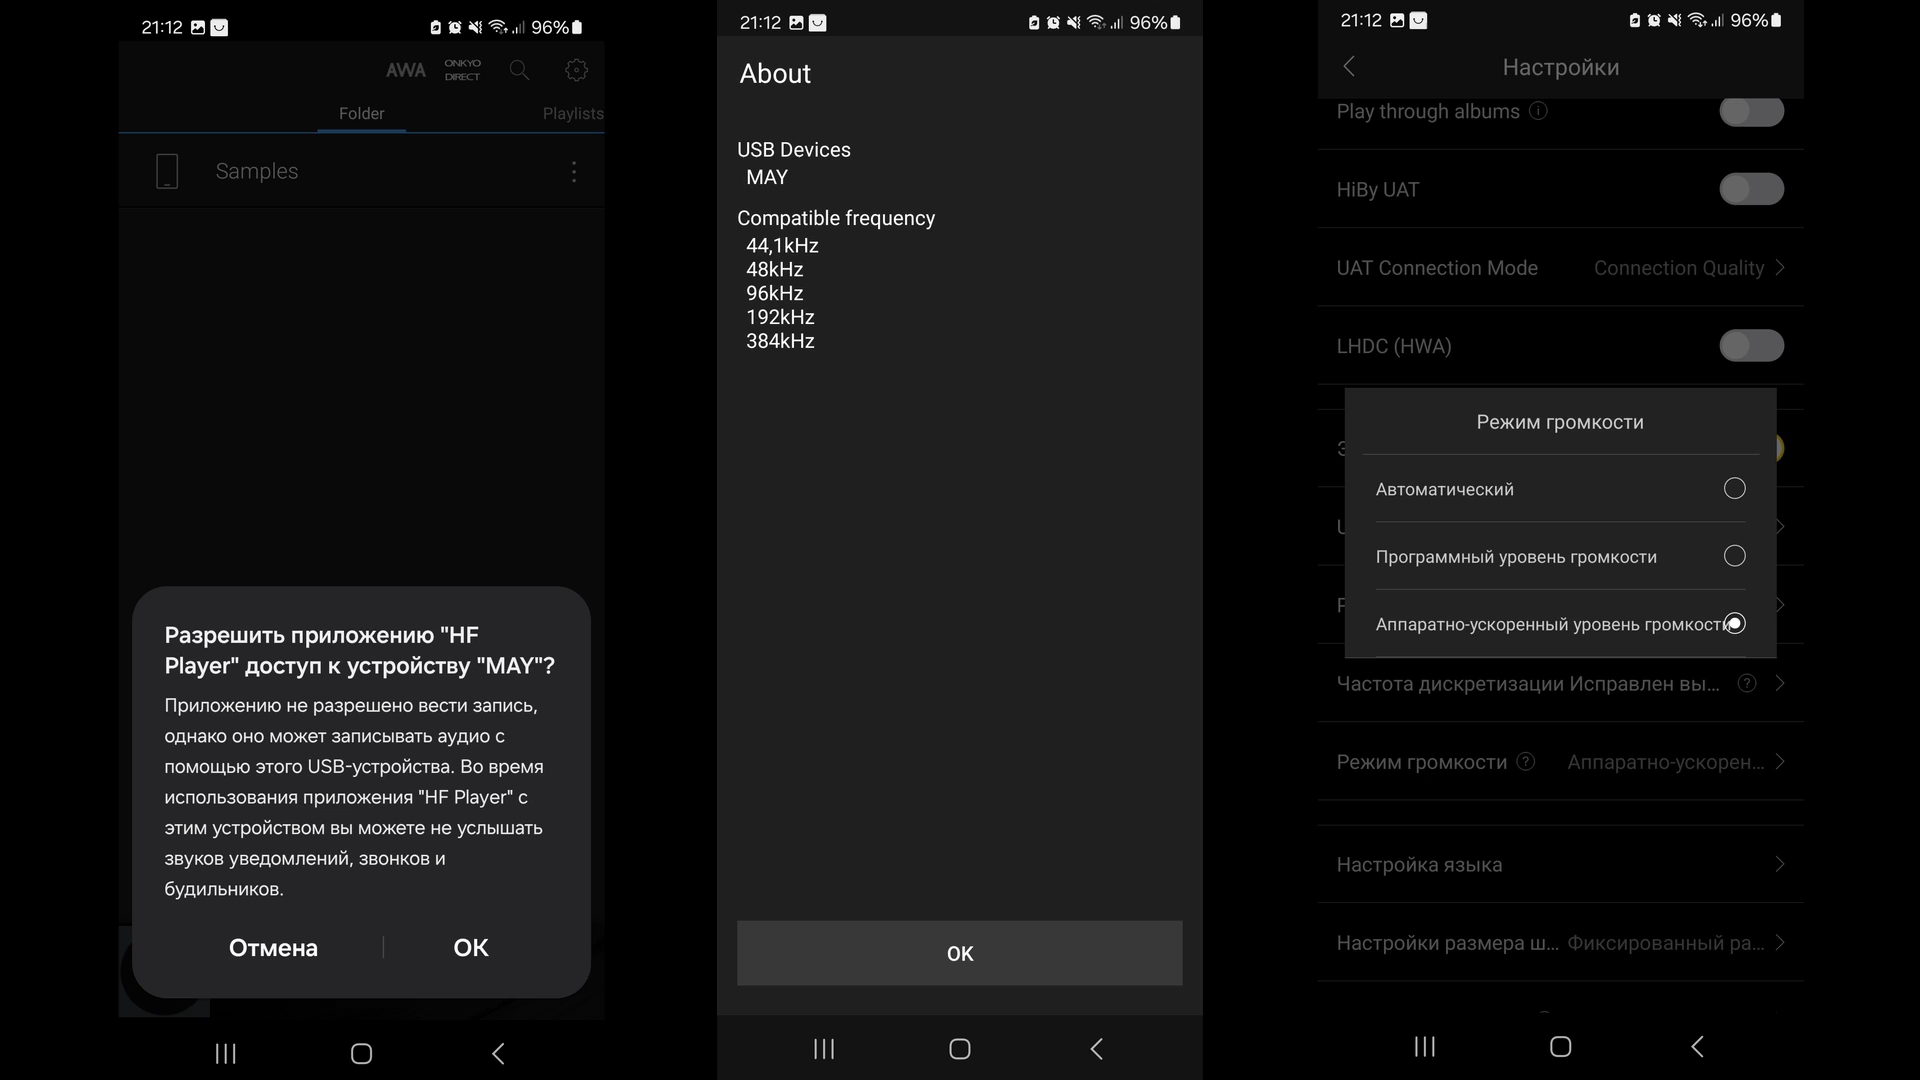 21:12
96%
AWA
ONKYO
DIRECT
Folder
Playlists
Samples
Разрешить приложению "HF
Player" доступ к устройству "MAY"?
Приложению не разрешено вести запись,
однако оно может записывать аудио с
помощью этого USB-устройства. Во время
использования приложения "HF Player" с
этим устройством вы можете не услышать
звуков уведомлений, звонков и
будильников.
Отмена
ОК
21:12
96%
About
USB Devices
MAY
Compatible frequency
44,1kHz
48kHz
96kHz
192kHz
384kHz
OK
21:12
96%
Настройки
Play through albums
HiBy UAT
UAT Connection Mode Connection Quality
LHDC (HWA)
Режим громкости
Автоматический
Программный уровень громкости
Аппаратно-ускоренный уровень громкости
Частота дискретизации Исправлен вы...
Режим громкости Аппаратно-ускорен...
Настройка языка
Настройки размера ш... Фиксированный ра...